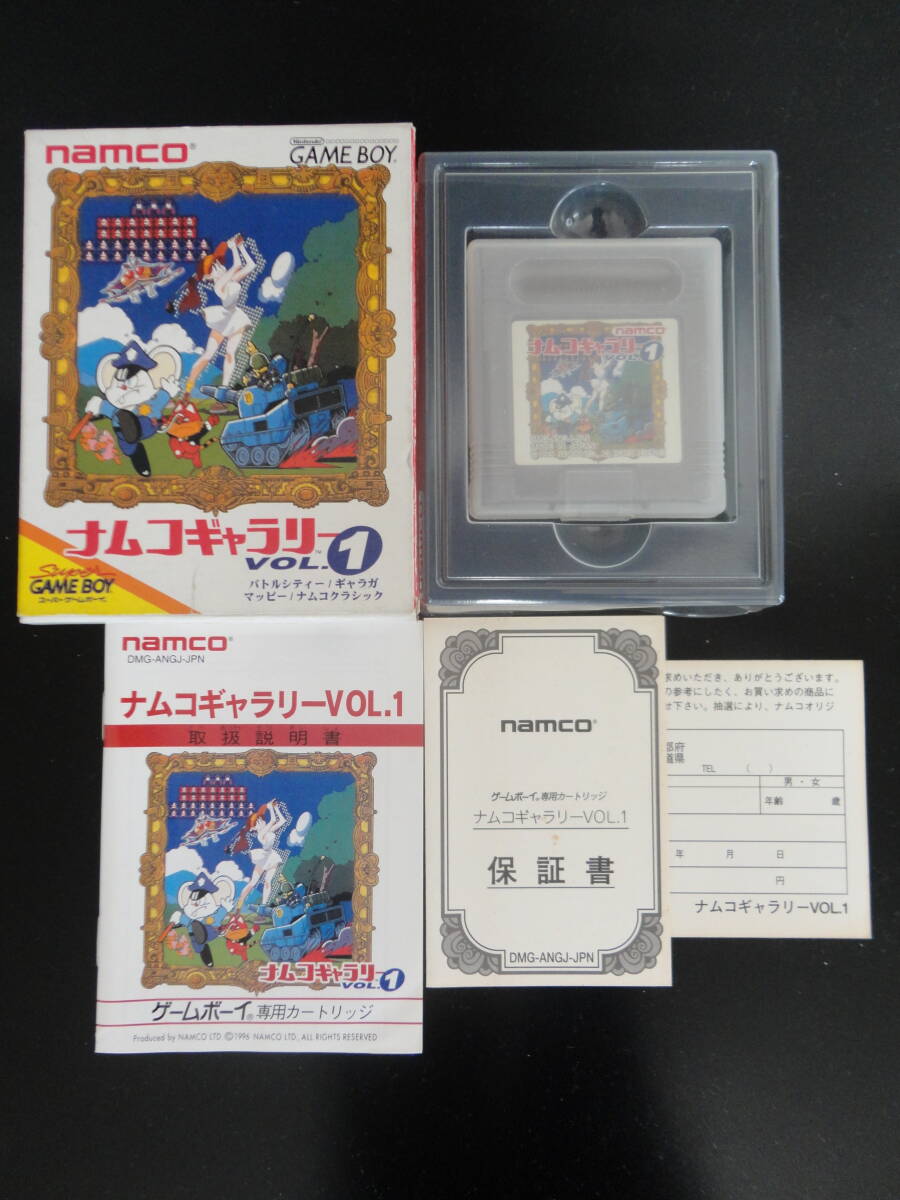 namco®
Nintendo
GAME BOY®
ナムコギャラリー™
VOL.1
Super
GAME BOY
スーパーゲームボーイ®
バトルシティー/ギャラガ
マッピー/ナムコクラシック
namco
ナムコギャラリー
VOL.1
namco®
DMG-ANGJ-JPN
ナムコギャラリーVOL.1
取扱説明書
ナムコギャラリー
VOL.1
ゲームボーイ®専用カートリッジ
Produced by NAMCO LTD. ©1996 NAMCO LTD., ALL RIGHTS RESERVED
namco®
ゲームボーイ®専用カートリッジ
ナムコギャラリーVOL.1
保証書
DMG-ANGJ-JPN
求めいただき、ありがとうございます。
の参考にしたく、お買い求めの商品に
せ下さい。抽選により、ナムコオリジ
都府
道県
TEL ( )
男・女
年齢 歳
年 月 日
円
ナムコギャラリーVOL.1